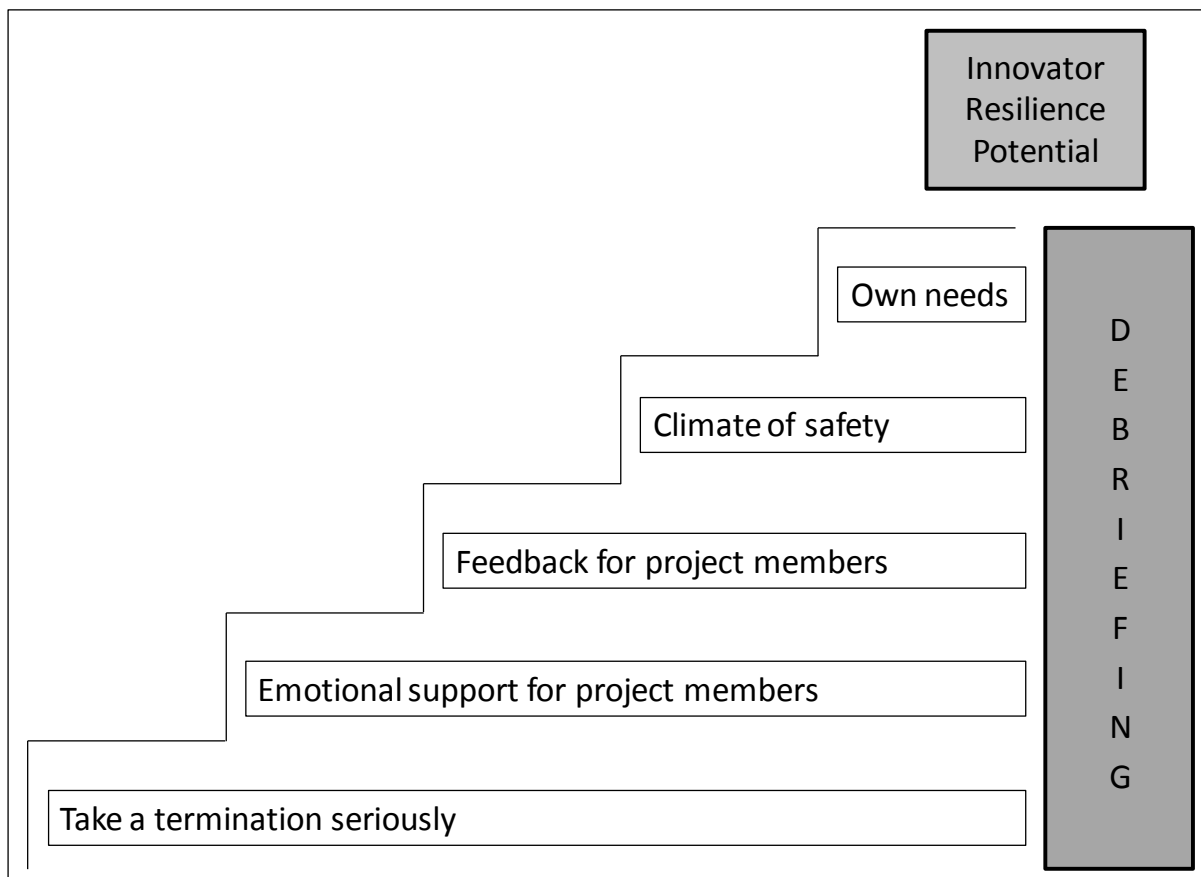 Innovator
Resilience
Potential
Own needs
Climate of safety
Feedback for project members
Emotional support for project members
Take a termination seriously
D
E
B
R
I
E
F
I
N
G